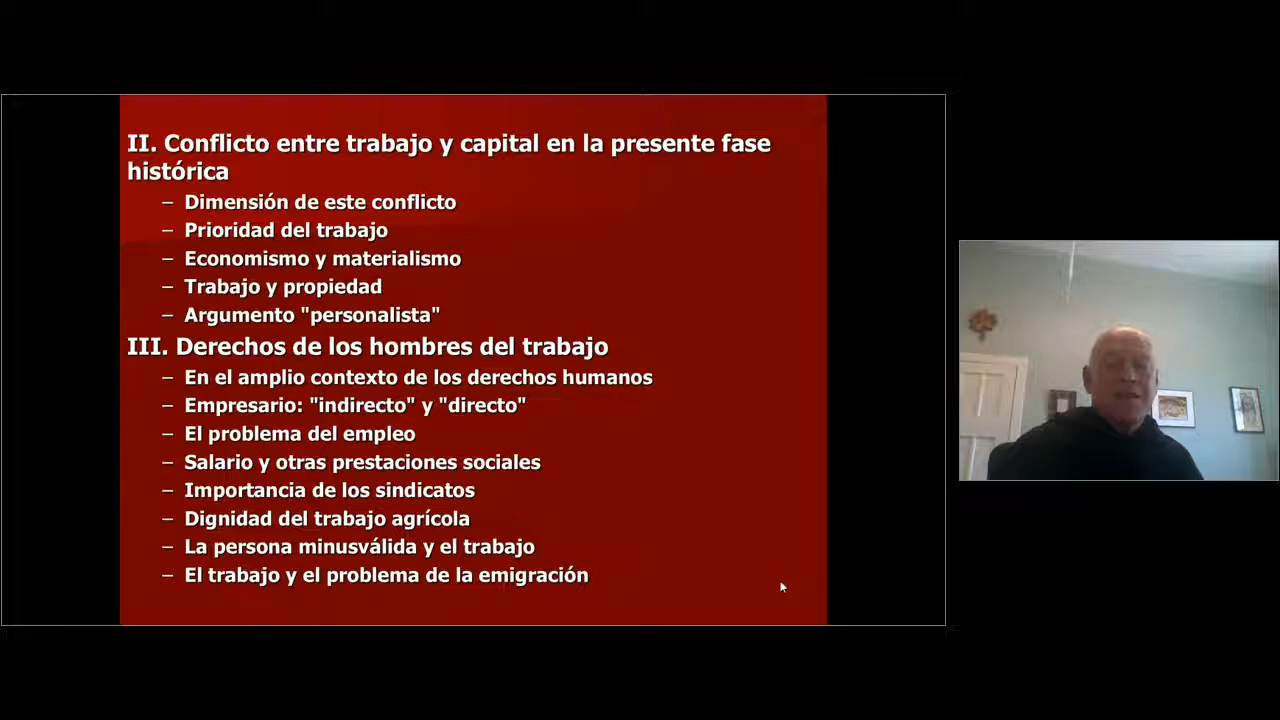 II. Conflicto entre trabajo y capital en la presente fase
histórica
– Dimensión de este conflicto
– Prioridad del trabajo
– Economismo y materialismo
– Trabajo y propiedad
– Argumento "personalista"
III. Derechos de los hombres del trabajo
– En el amplio contexto de los derechos humanos
– Empresario: "indirecto" y "directo"
– El problema del empleo
– Salario y otras prestaciones sociales
– Importancia de los sindicatos
– Dignidad del trabajo agrícola
– La persona minusválida y el trabajo
– El trabajo y el problema de la emigración